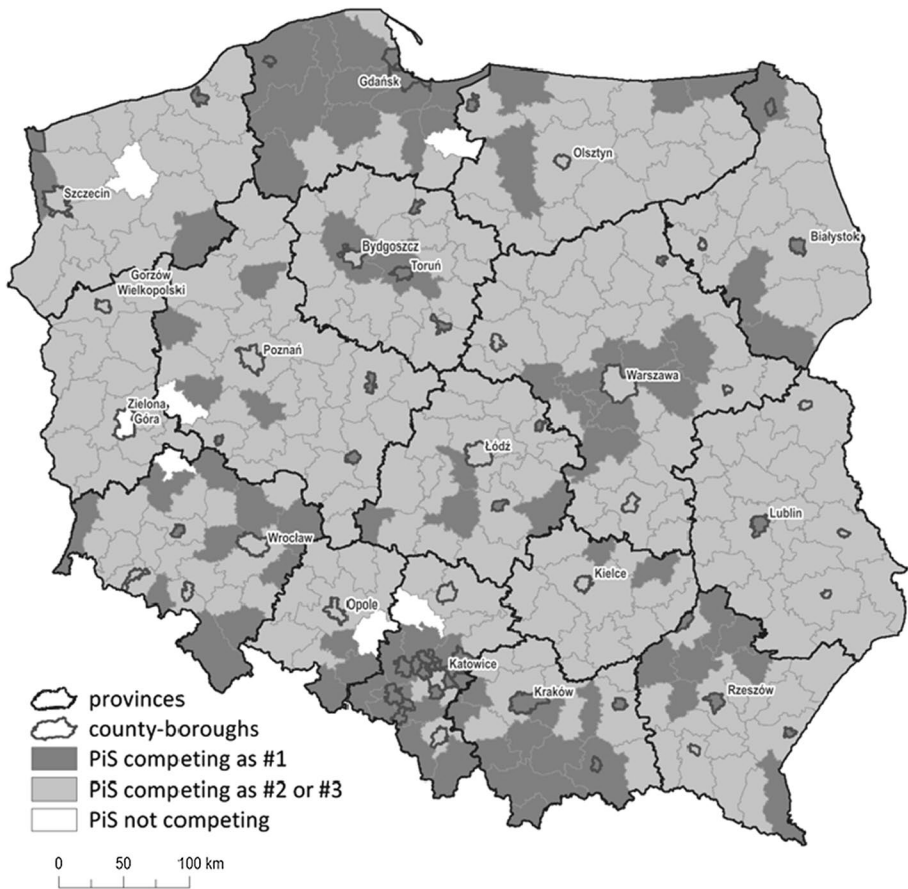 Gdańsk
Olsztyn
Szczecin
Białystok
Bydgoszcz
Toruń
Gorzów
Wielkopolski
Poznań
Warszawa
Zielona
Góra
Łódź
Lublin
Wrocław
Kielce
Opole
Katowice
Kraków
Rzeszów
provinces
county-boroughs
PiS competing as #1
PiS competing as #2 or #3
PiS not competing
0 50 100 km